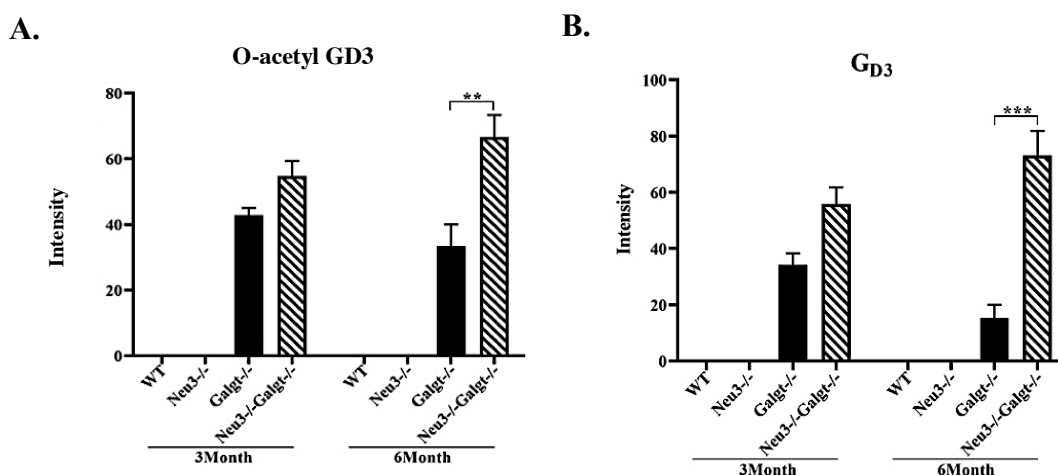 A.
O-acetyl GD3
Intensity
80
60
40
20
0
**
WT
Neu3-/-
Galgt-/-
Neu3-/-Galgt-/-
WT
Neu3-/-
Galgt-/-
Neu3-/-Galgt-/-
3Month
6Month
B.
GD3
Intensity
100
80
60
40
20
0
***
WT
Neu3-/-
Galgt-/-
Neu3-/-Galgt-/-
WT
Neu3-/-
Galgt-/-
Neu3-/-Galgt-/-
3Month
6Month